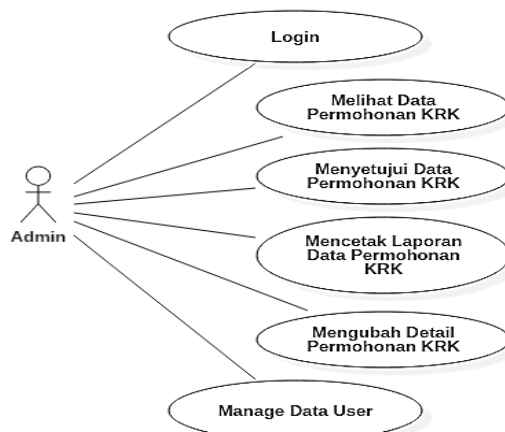 Login
Melihat Data
Permohonan KRK
Menyetujui Data
Permohonan KRK
Admin
Mencetak Laporan
Data Permohonan
KRK
Mengubah Detail
Permohonan KRK
Manage Data User